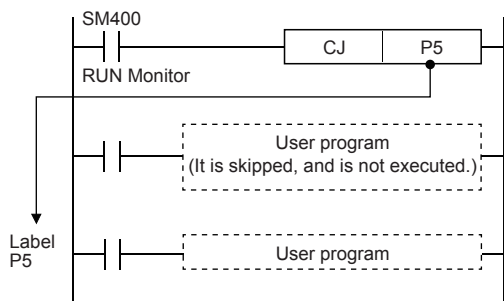 SM400
CJ P5
RUN Monitor
User program
(It is skipped, and is not executed.)
Label
P5
User program